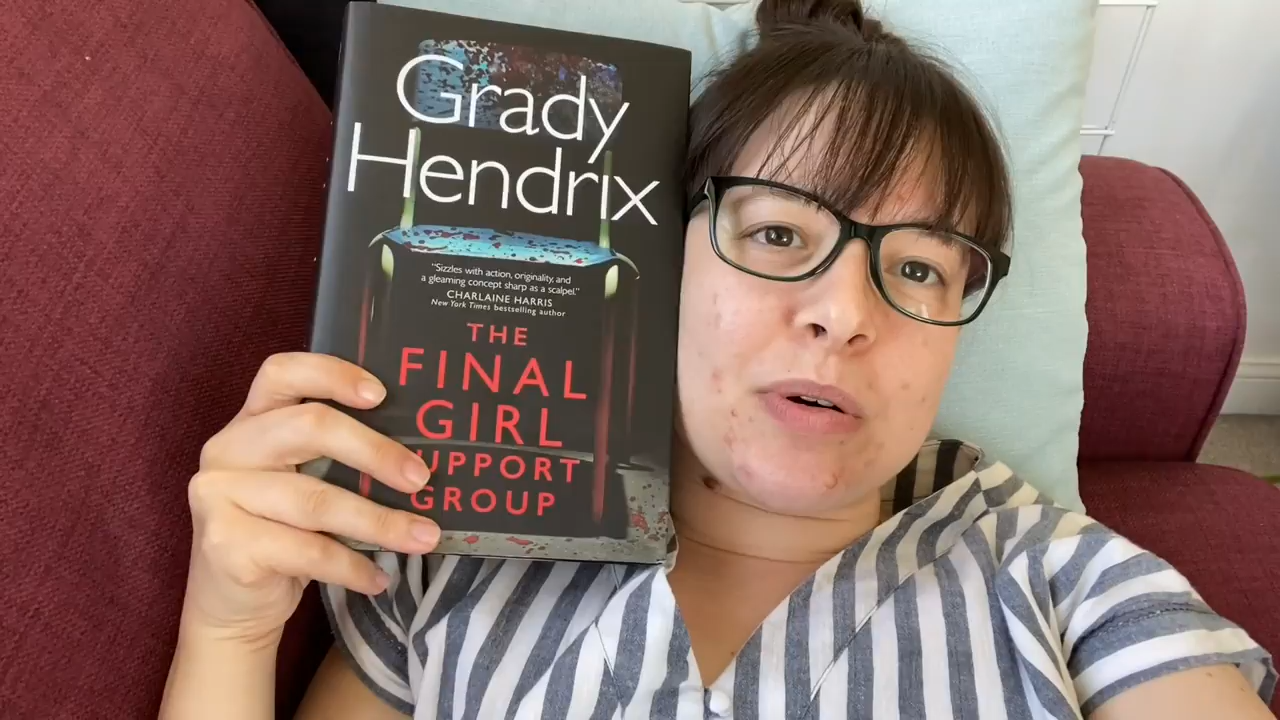 Grady
Hendrix
"Sizzles with action, originality, and
a gleaming concept sharp as a scalpel."
CHARLAINE HARRIS
New York Times bestselling author
THE
FINAL
GIRL
UPPORT
GROUP